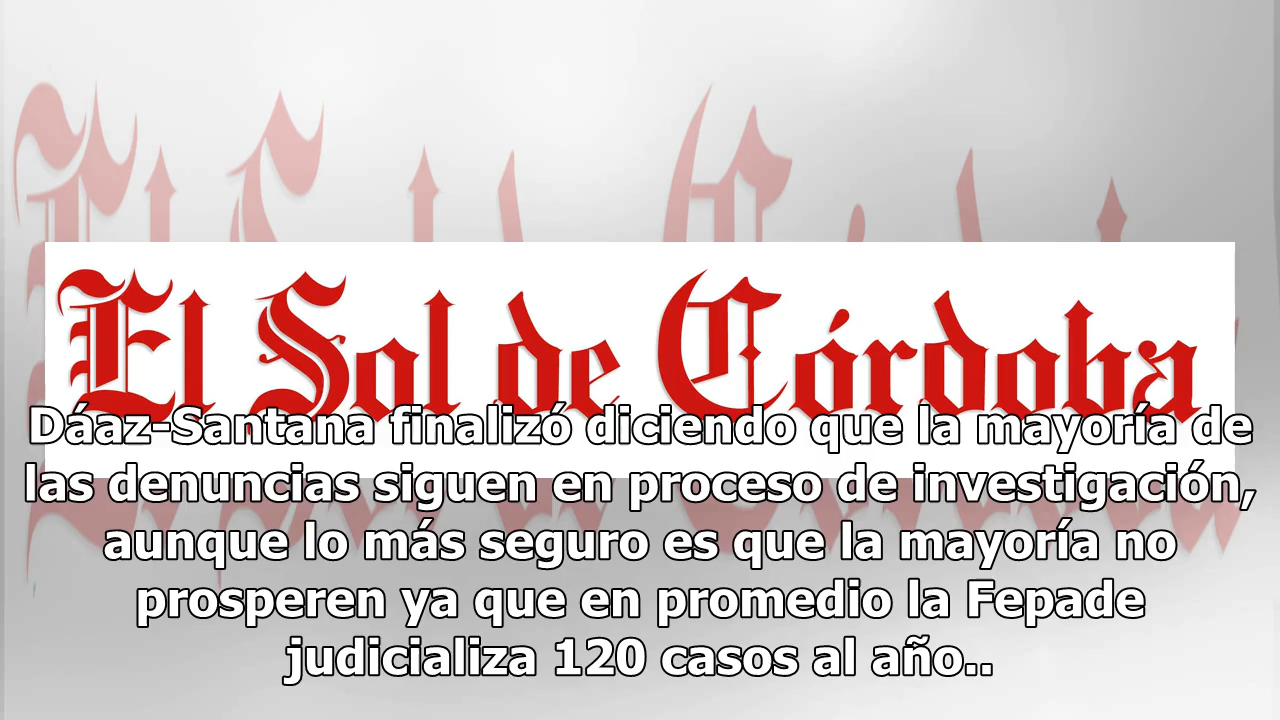 El Sol de Córdoba
Dáaz-Santana finalizó diciendo que la mayoría de
las denuncias siguen en proceso de investigación,
aunque lo más seguro es que la mayoría no
prosperen ya que en promedio la Fepade
judicializa 120 casos al año..